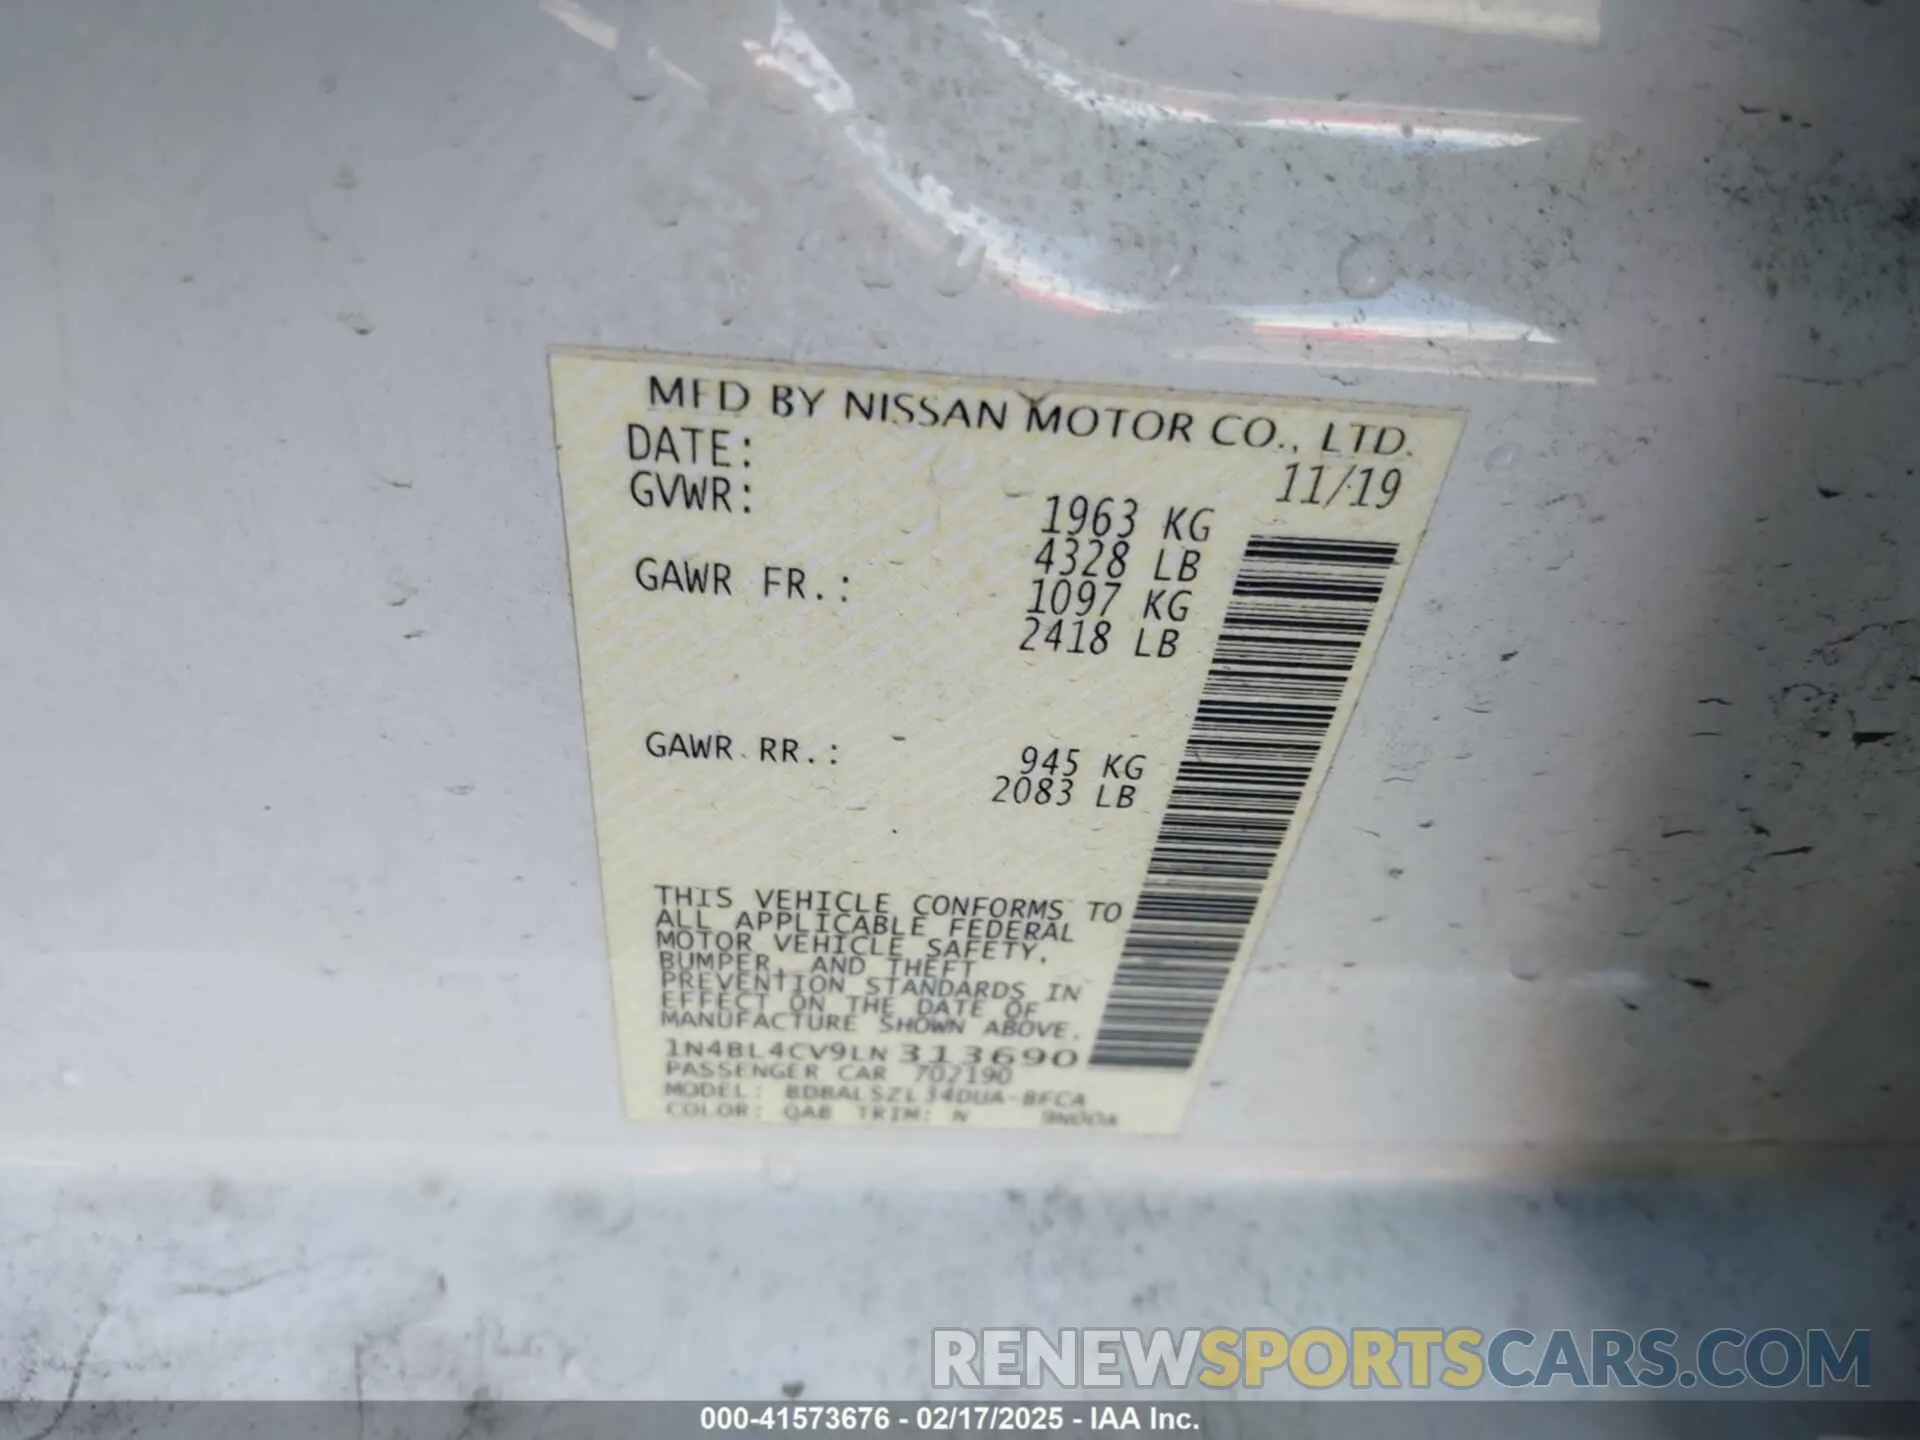 MFD BY NISSAN MOTOR CO., LTD.
DATE: 11/19
GVWR: 1963 KG
4328 LB
GAWR FR.: 1097 KG
2418 LB
GAWR RR.: 945 KG
2083 LB
THIS VEHICLE CONFORMS TO
ALL APPLICABLE FEDERAL
MOTOR VEHICLE SAFETY,
BUMPER, AND THEFT
PREVENTION STANDARDS IN
EFFECT ON THE DATE OF
MANUFACTURE SHOWN ABOVE.
1N4BL4CV9LN313690
PASSENGER CAR 702190
MODEL:
COLOR: QAB TRIM: N
RENEWSPORTSCARS.COM
000-41573676 - 02/17/2025 - IAA Inc.